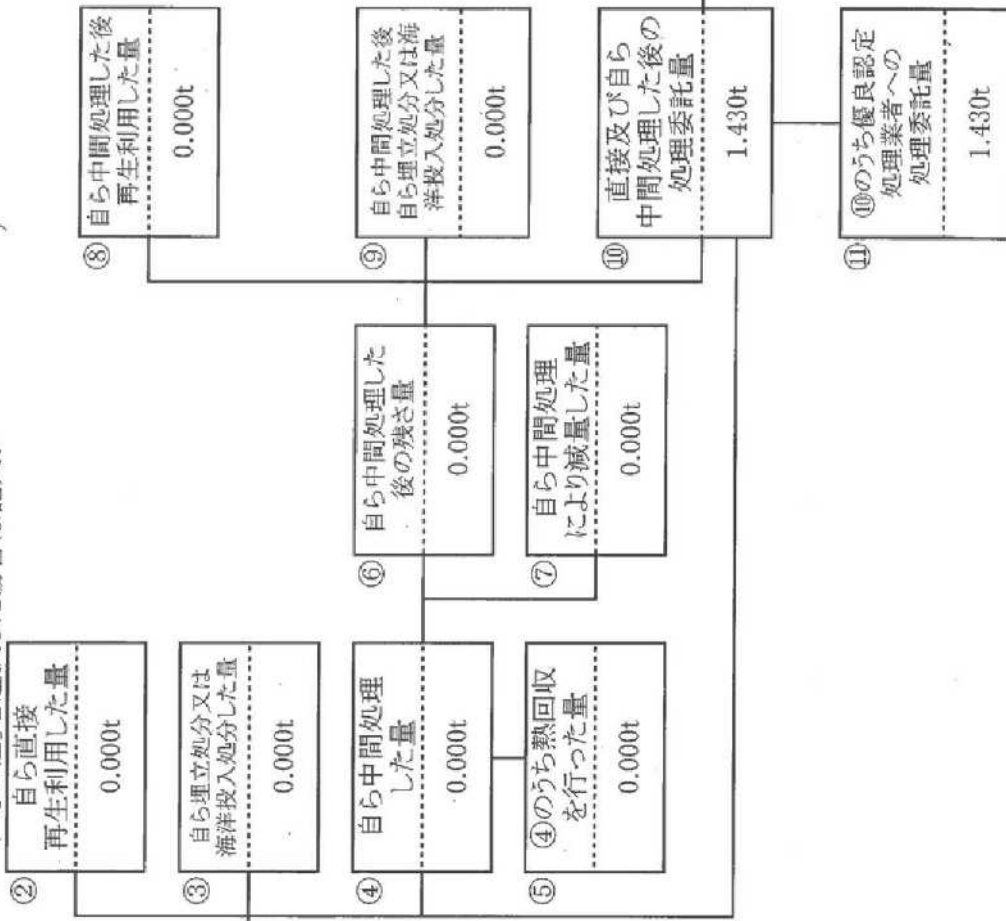 ②
自ら直接
再生利用した量
0.000t
③
自ら埋立処分又は
海洋投入処分した量
0.000t
④
自ら中間処理
した量
0.000t
⑤
④のうち熱回収
を行った量
0.000t
⑥
自ら中間処理した
後の残さ量
0.000t
⑦
自ら中間処理
により減量した量
0.000t
⑧
自ら中間処理した後
再生利用した量
0.000t
⑨
自ら中間処理した後
自ら埋立処分又は海
洋投入処分した量
0.000t
⑩
直接及び自ら
中間処理した後の
処理委託量
1.430t
⑪
⑩のうち優良認定
処理業者への
処理委託量
1.430t